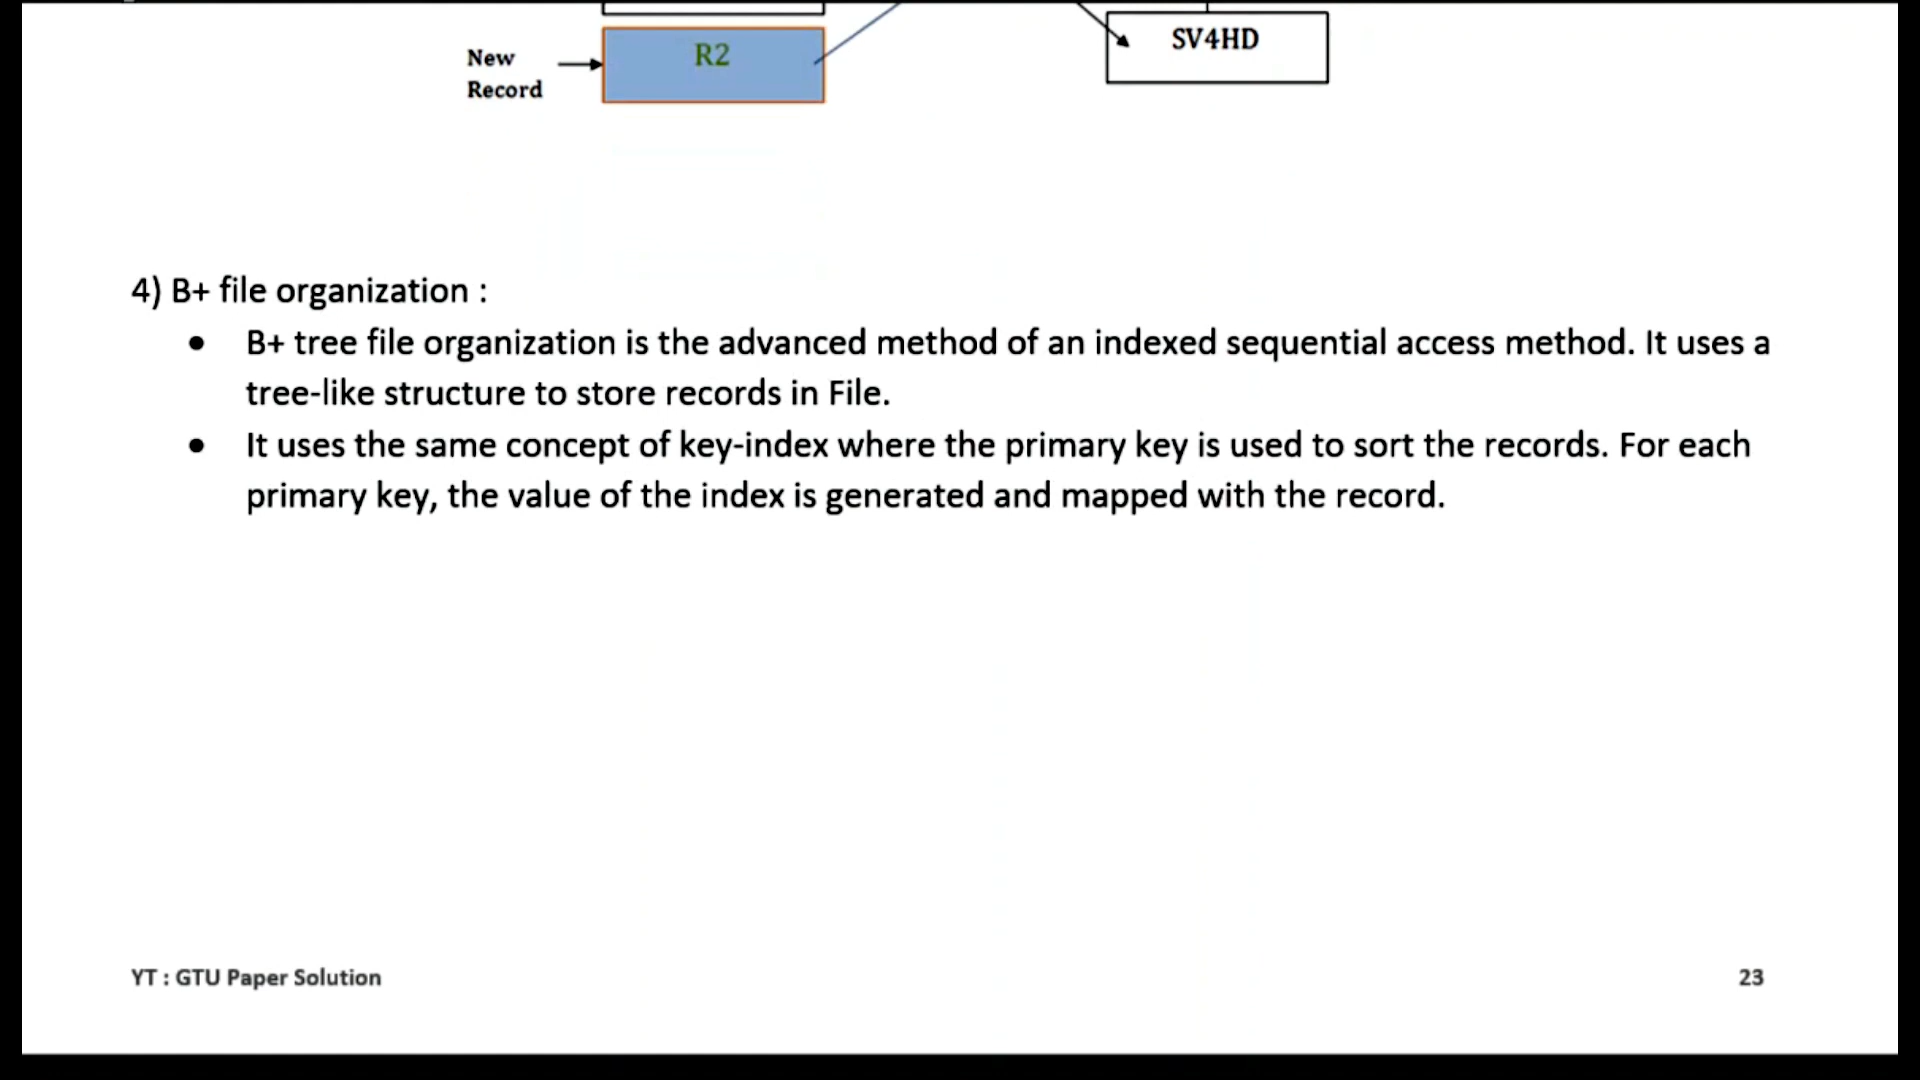 New
Record
R2
SV4HD
4) B+ file organization :
● B+ tree file organization is the advanced method of an indexed sequential access method. It uses a
tree-like structure to store records in File.
● It uses the same concept of key-index where the primary key is used to sort the records. For each
primary key, the value of the index is generated and mapped with the record.
YT : GTU Paper Solution
23